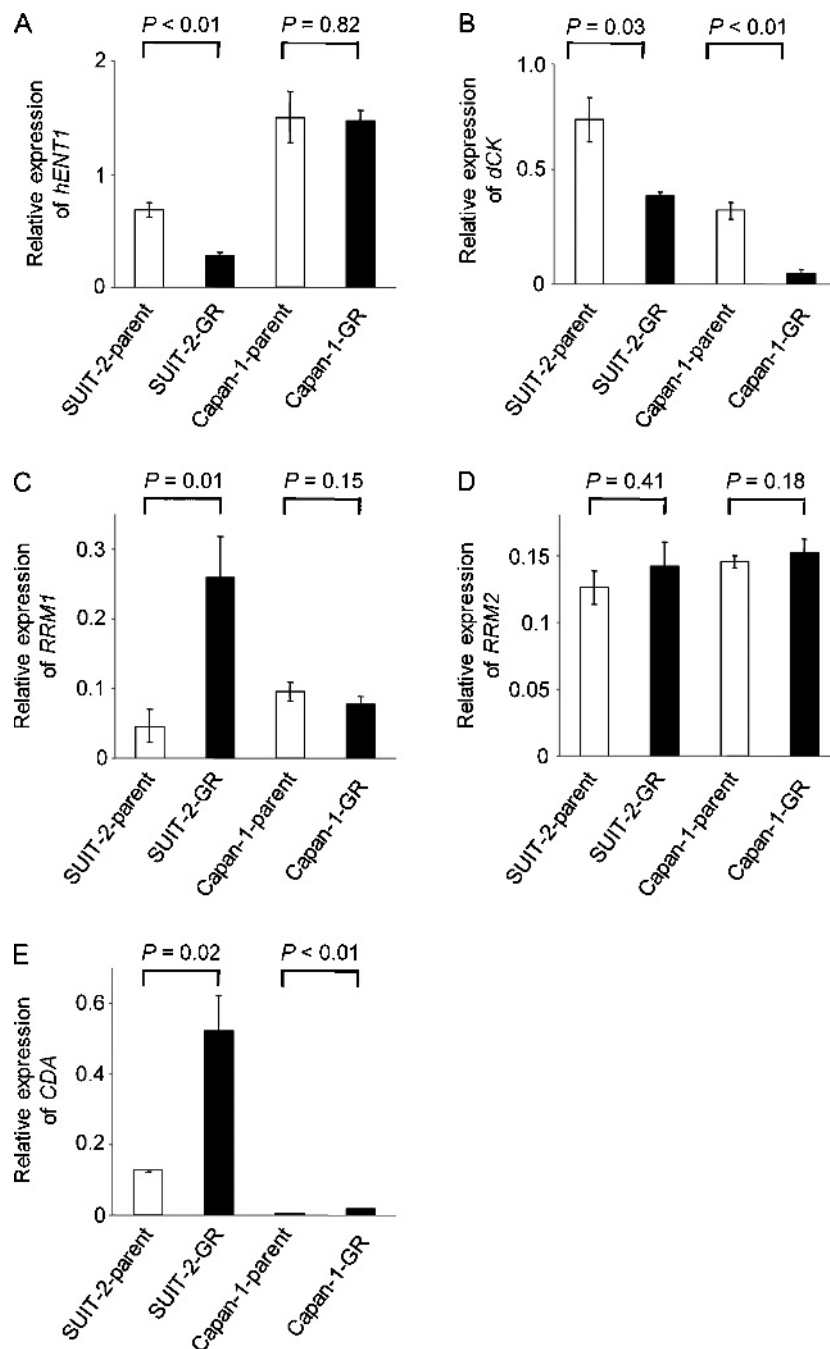 A
P < 0.01
P = 0.82
Relative expression
of hENT1
2
1
0
SUIT-2-parent
SUIT-2-GR
Capan-1-parent
Capan-1-GR
B
P = 0.03
P < 0.01
Relative expression
of dCK
1.0
0.5
0
SUIT-2-parent
SUIT-2-GR
Capan-1-parent
Capan-1-GR
C
P = 0.01
P = 0.15
Relative expression
of RRM1
0.3
0.2
0.1
0
SUIT-2-parent
SUIT-2-GR
Capan-1-parent
Capan-1-GR
D
P = 0.41
P = 0.18
Relative expression
of RRM2
0.15
0.1
0.05
0
SUIT-2-parent
SUIT-2-GR
Capan-1-parent
Capan-1-GR
E
P = 0.02
P < 0.01
Relative expression
of CDA
0.6
0.4
0.2
0
SUIT-2-parent
SUIT-2-GR
Capan-1-parent
Capan-1-GR